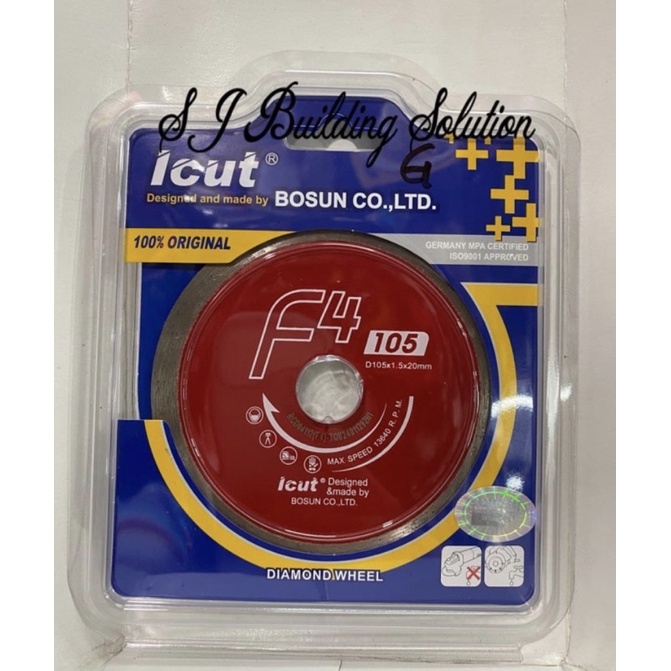 S J Building Solution
G
Icut®
Designed and made by BOSUN CO.,LTD.
100% ORIGINAL
GERMANY MPA CERTIFIED
ISO9001 APPROVED
F4
105
D105x1.5x20mm
MAX. SPEED 13640 R.P.M.
Icut® Designed
&made by
BOSUN CO.,LTD.
DIAMOND WHEEL